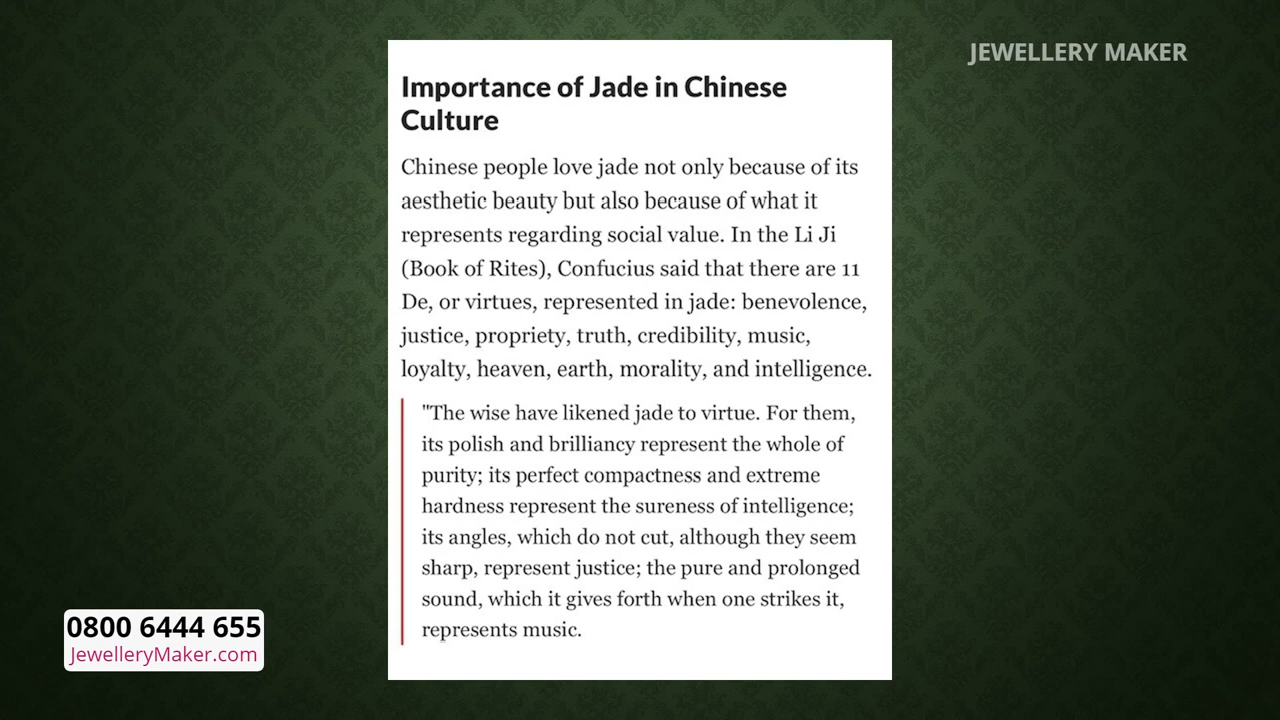 JEWELLERY MAKER
Importance of Jade in Chinese
Culture
Chinese people love jade not only because of its
aesthetic beauty but also because of what it
represents regarding social value. In the Li Ji
(Book of Rites), Confucius said that there are 11
De, or virtues, represented in jade: benevolence,
justice, propriety, truth, credibility, music,
loyalty, heaven, earth, morality, and intelligence.
"The wise have likened jade to virtue. For them,
its polish and brilliancy represent the whole of
purity; its perfect compactness and extreme
hardness represent the sureness of intelligence;
its angles, which do not cut, although they seem
sharp, represent justice; the pure and prolonged
sound, which it gives forth when one strikes it,
represents music.
0800 6444 655
JewelleryMaker.com